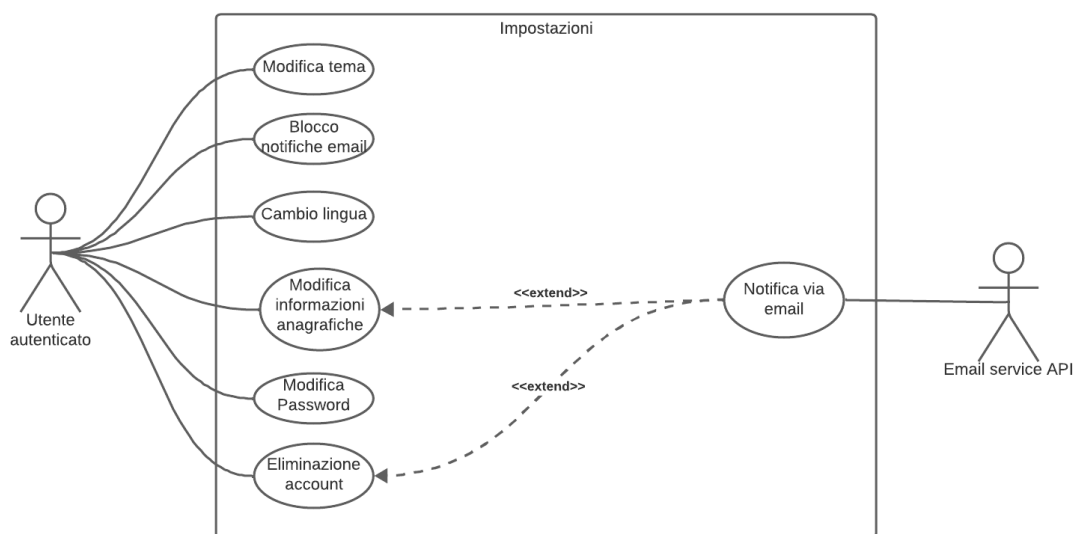 Impostazioni
Modifica tema
Blocco
notifiche email
Cambio lingua
Modifica
informazioni
anagrafiche
Modifica
Password
Eliminazione
account
Utente
autenticato
<<extend>>
<<extend>>
Notifica via
email
Email service API